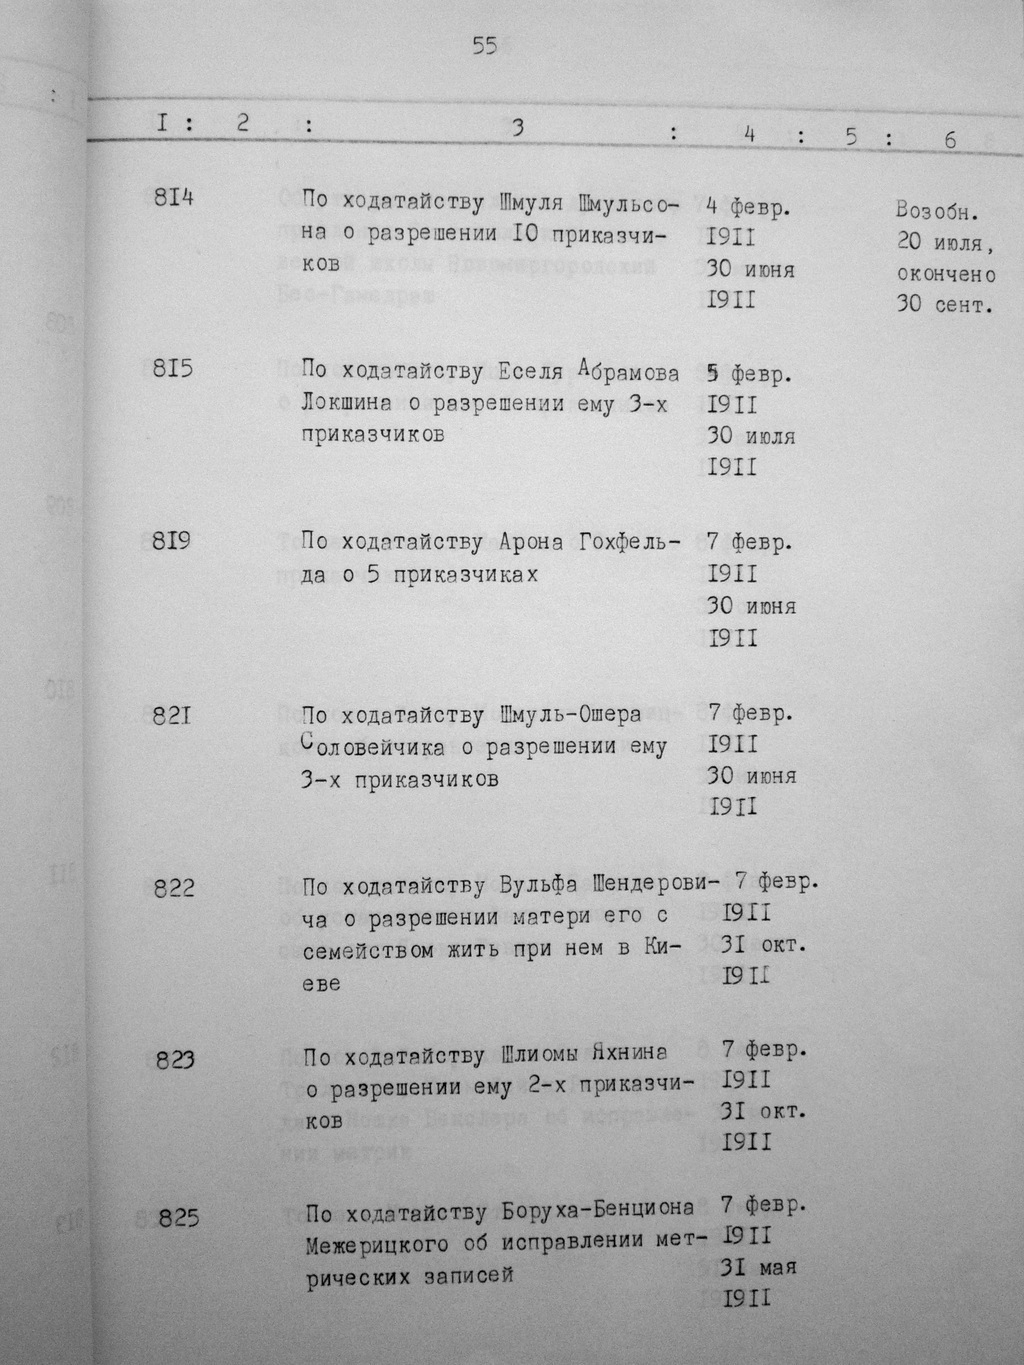 55
I : 2 : 3 : 4 : 5 : 6
8I4 По ходатайству Шмуля Шмульсо- 4 февр. Возобн.
на о разрешении IO приказчи- I9II 20 июля,
ков 30 июня окончено
I9II 30 сент.
8I5 По ходатайству Еселя Абрамова 5 февр.
Локшина о разрешении ему 3-х I9II
приказчиков 30 июля
I9II
8I9 По ходатайству Арона Гохфель- 7 февр.
да о 5 приказчиках I9II
30 июня
I9II
82I По ходатайству Шмуль-Ошера 7 февр.
Соловейчика о разрешении ему I9II
3-х приказчиков 30 июня
I9II
822 По ходатайству Вульфа Шендерови- 7 февр.
ча о разрешении матери его с I9II
семейством жить при нем в Ки- 3I окт.
еве I9II
823 По ходатайству Шлиомы Яхнина 7 февр.
о разрешении ему 2-х приказчи- I9II
ков 3I окт.
I9II
825 По ходатайству Боруха-Бенциона 7 февр.
Межерицкого об исправлении мет- I9II
рических записей 3I мая
I9II